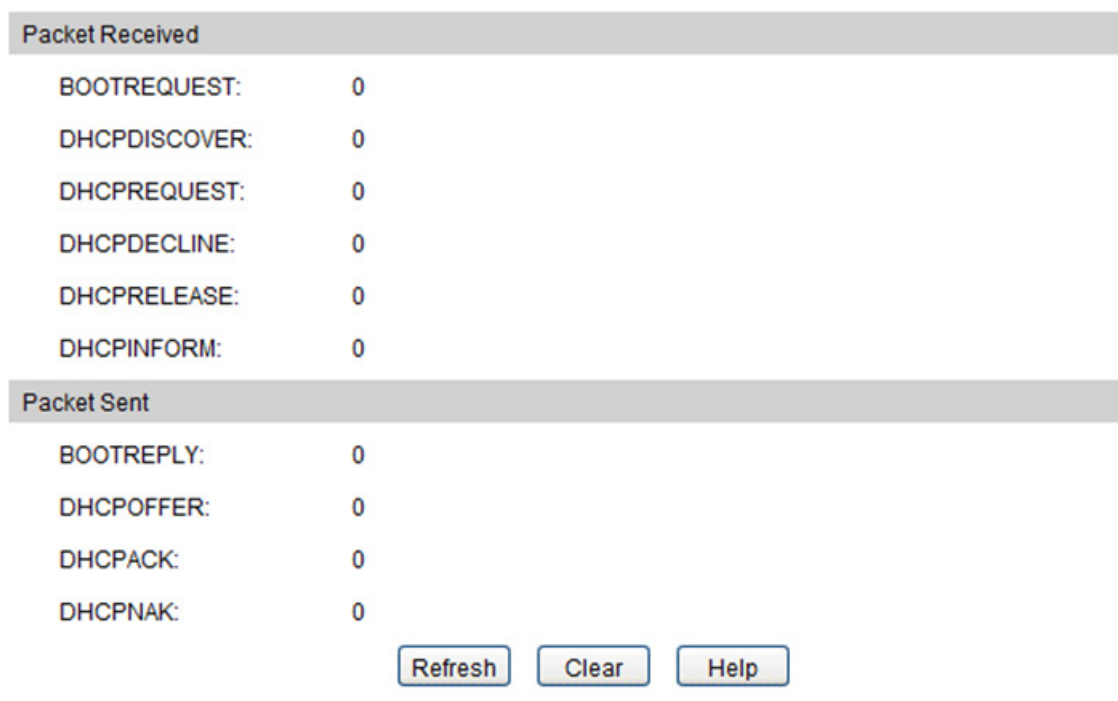 Packet Received
BOOTREQUEST: 0
DHCPDISCOVER: 0
DHCPREQUEST: 0
DHCPDECLINE: 0
DHCPRELEASE: 0
DHCPINFORM: 0
Packet Sent
BOOTREPLY: 0
DHCPOFFER: 0
DHCPACK: 0
DHCPNAK: 0
Refresh Clear Help